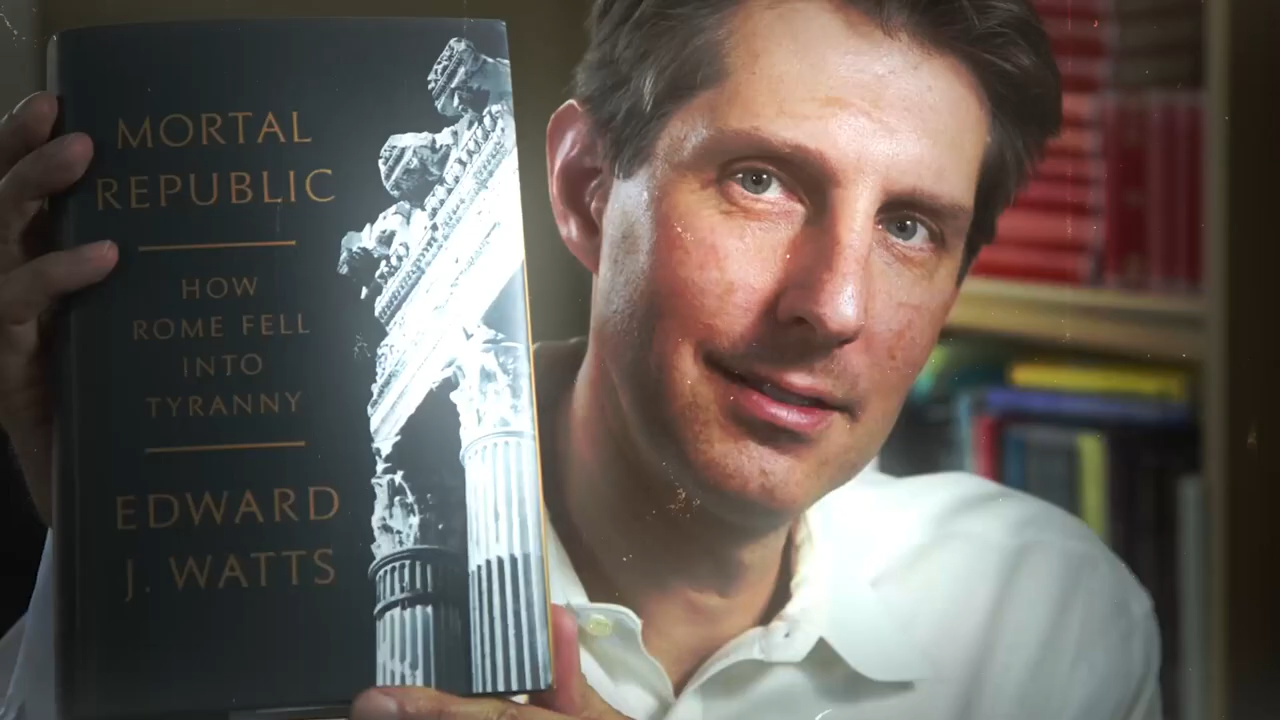 MORTAL
REPUBLIC
HOW
ROME FELL
INTO
TYRANNY
EDWARD
J. WATTS